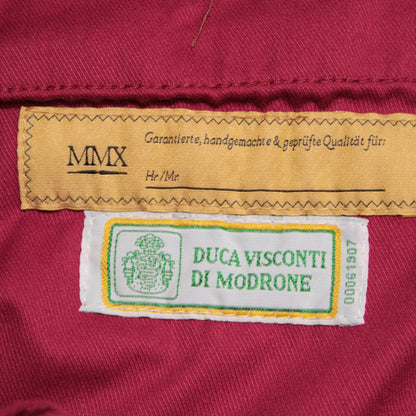 MMX
Garantierte, handgemachte & geprüfte Qualität für:
Hr./Mr.
DUCA VISCONTI
DI MODRONE
00061907